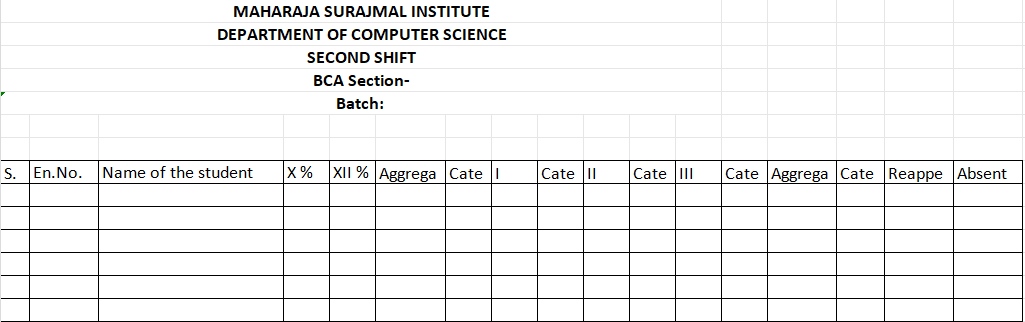 MAHARAJA SURAJMAL INSTITUTE
DEPARTMENT OF COMPUTER SCIENCE
SECOND SHIFT
BCA Section-
Batch:
S. En.No. Name of the student X % XII % Aggrega Cate I Cate II Cate III Cate Aggrega Cate Reappe Absent